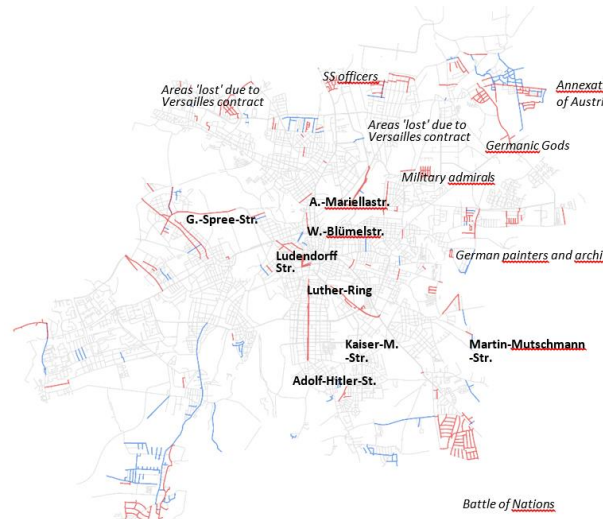 SS officers
Areas 'lost' due to
Versailles contract
Annexat
of Austri
Areas 'lost' due to
Versailles contract
Germanic Gods
Military admirals
A.-Mariellastr.
G.-Spree-Str.
W.-Blümelstr.
Ludendorff
Str.
German painters and archi
Luther-Ring
Kaiser-M.
-Str.
Martin-Mutschmann
-Str.
Adolf-Hitler-St.
Battle of Nations